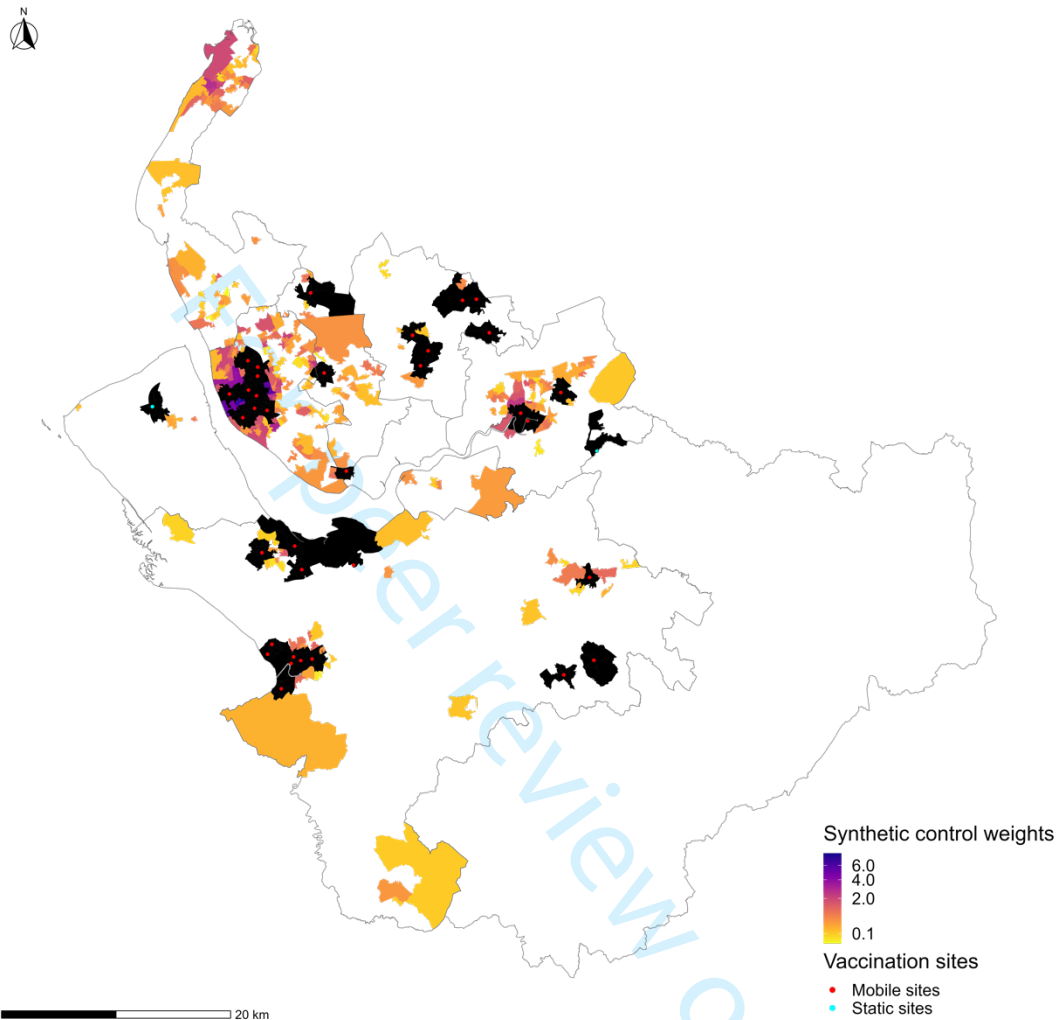 N
For peer review o
Synthetic control weights
6.0
4.0
2.0
0.1
Vaccination sites
Mobile sites
Static sites
20 km